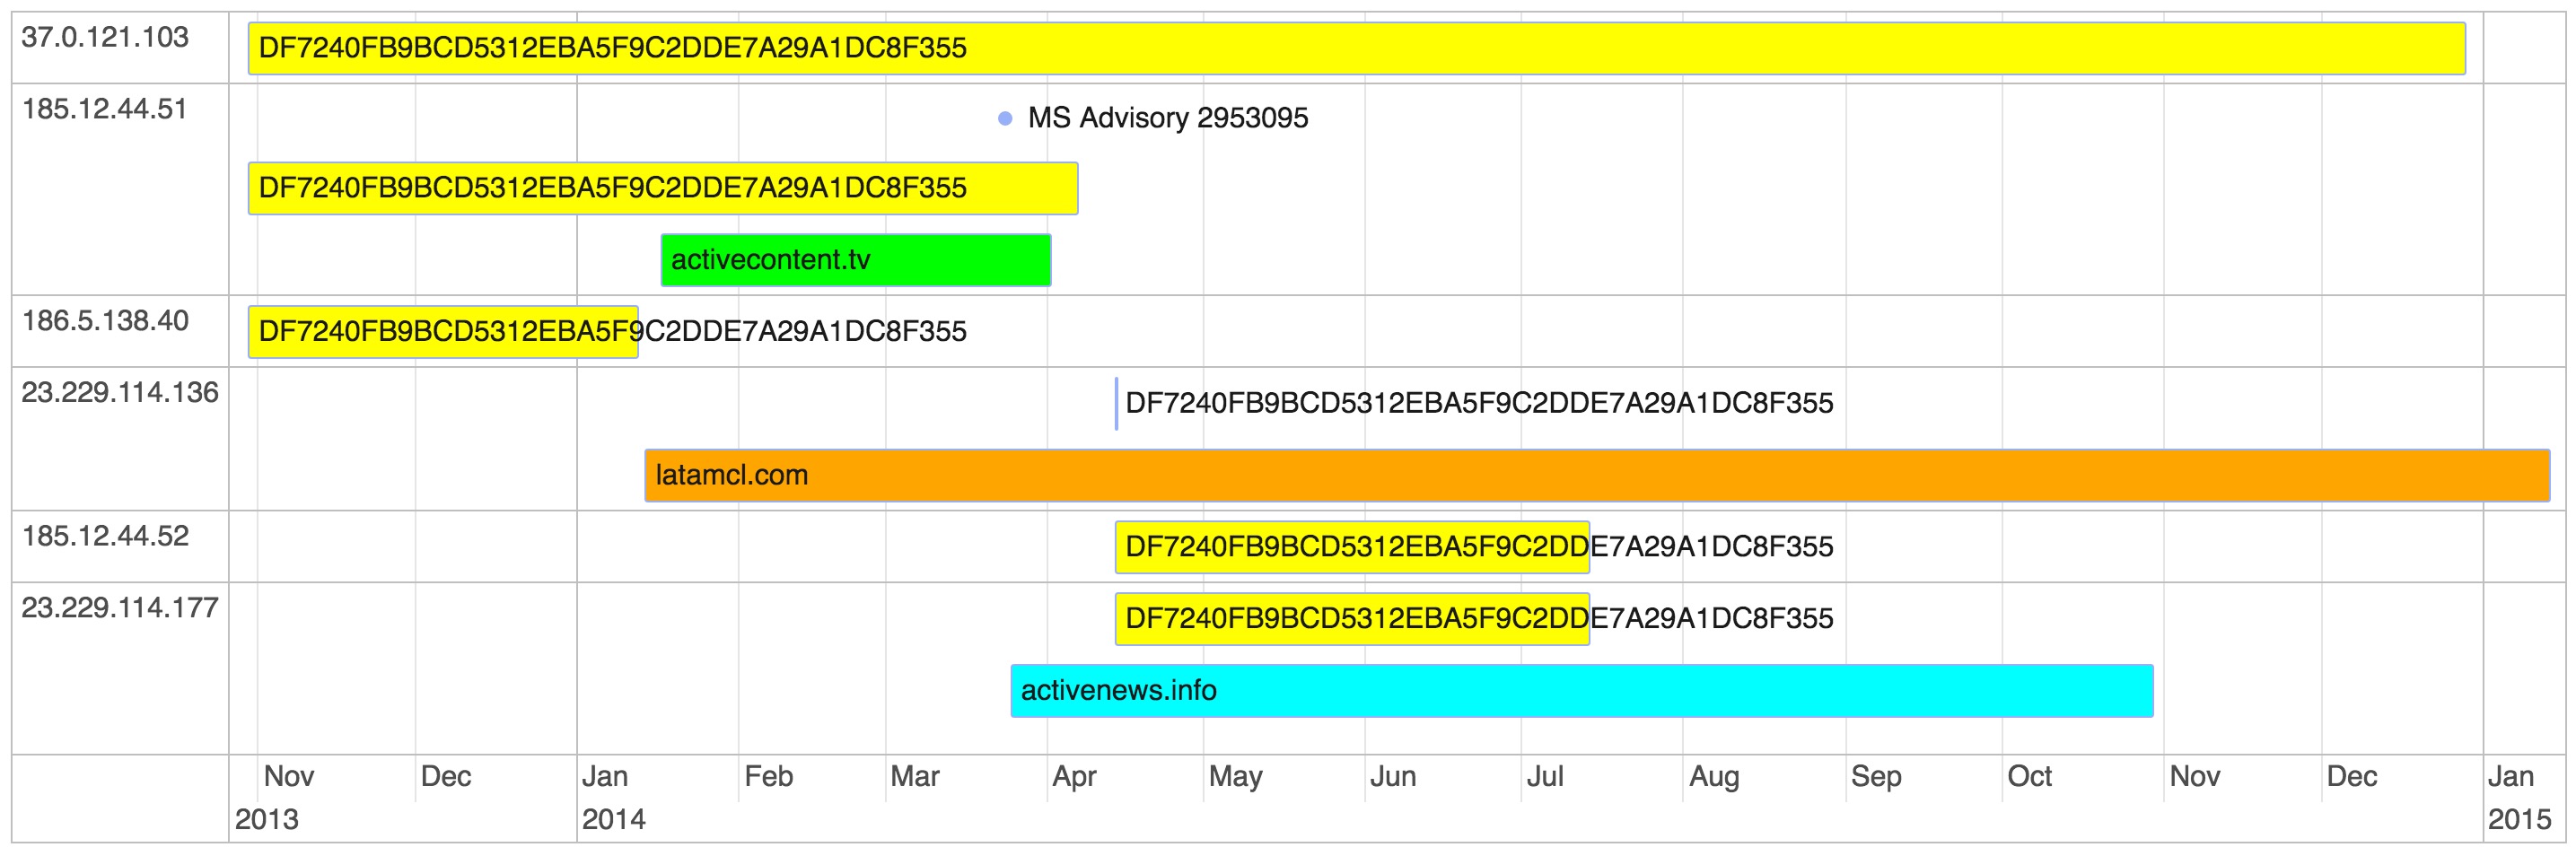 37.0.121.103
DF7240FB9BCD5312EBA5F9C2DDE7A29A1DC8F355
185.12.44.51
MS Advisory 2953095
DF7240FB9BCD5312EBA5F9C2DDE7A29A1DC8F355
activecontent.tv
186.5.138.40
DF7240FB9BCD5312EBA5F9C2DDE7A29A1DC8F355
23.229.114.136
DF7240FB9BCD5312EBA5F9C2DDE7A29A1DC8F355
latamcl.com
185.12.44.52
DF7240FB9BCD5312EBA5F9C2DDE7A29A1DC8F355
23.229.114.177
DF7240FB9BCD5312EBA5F9C2DDE7A29A1DC8F355
activenews.info
Nov Dec Jan Feb Mar Apr May Jun Jul Aug Sep Oct Nov Dec Jan
2013 2014 2015